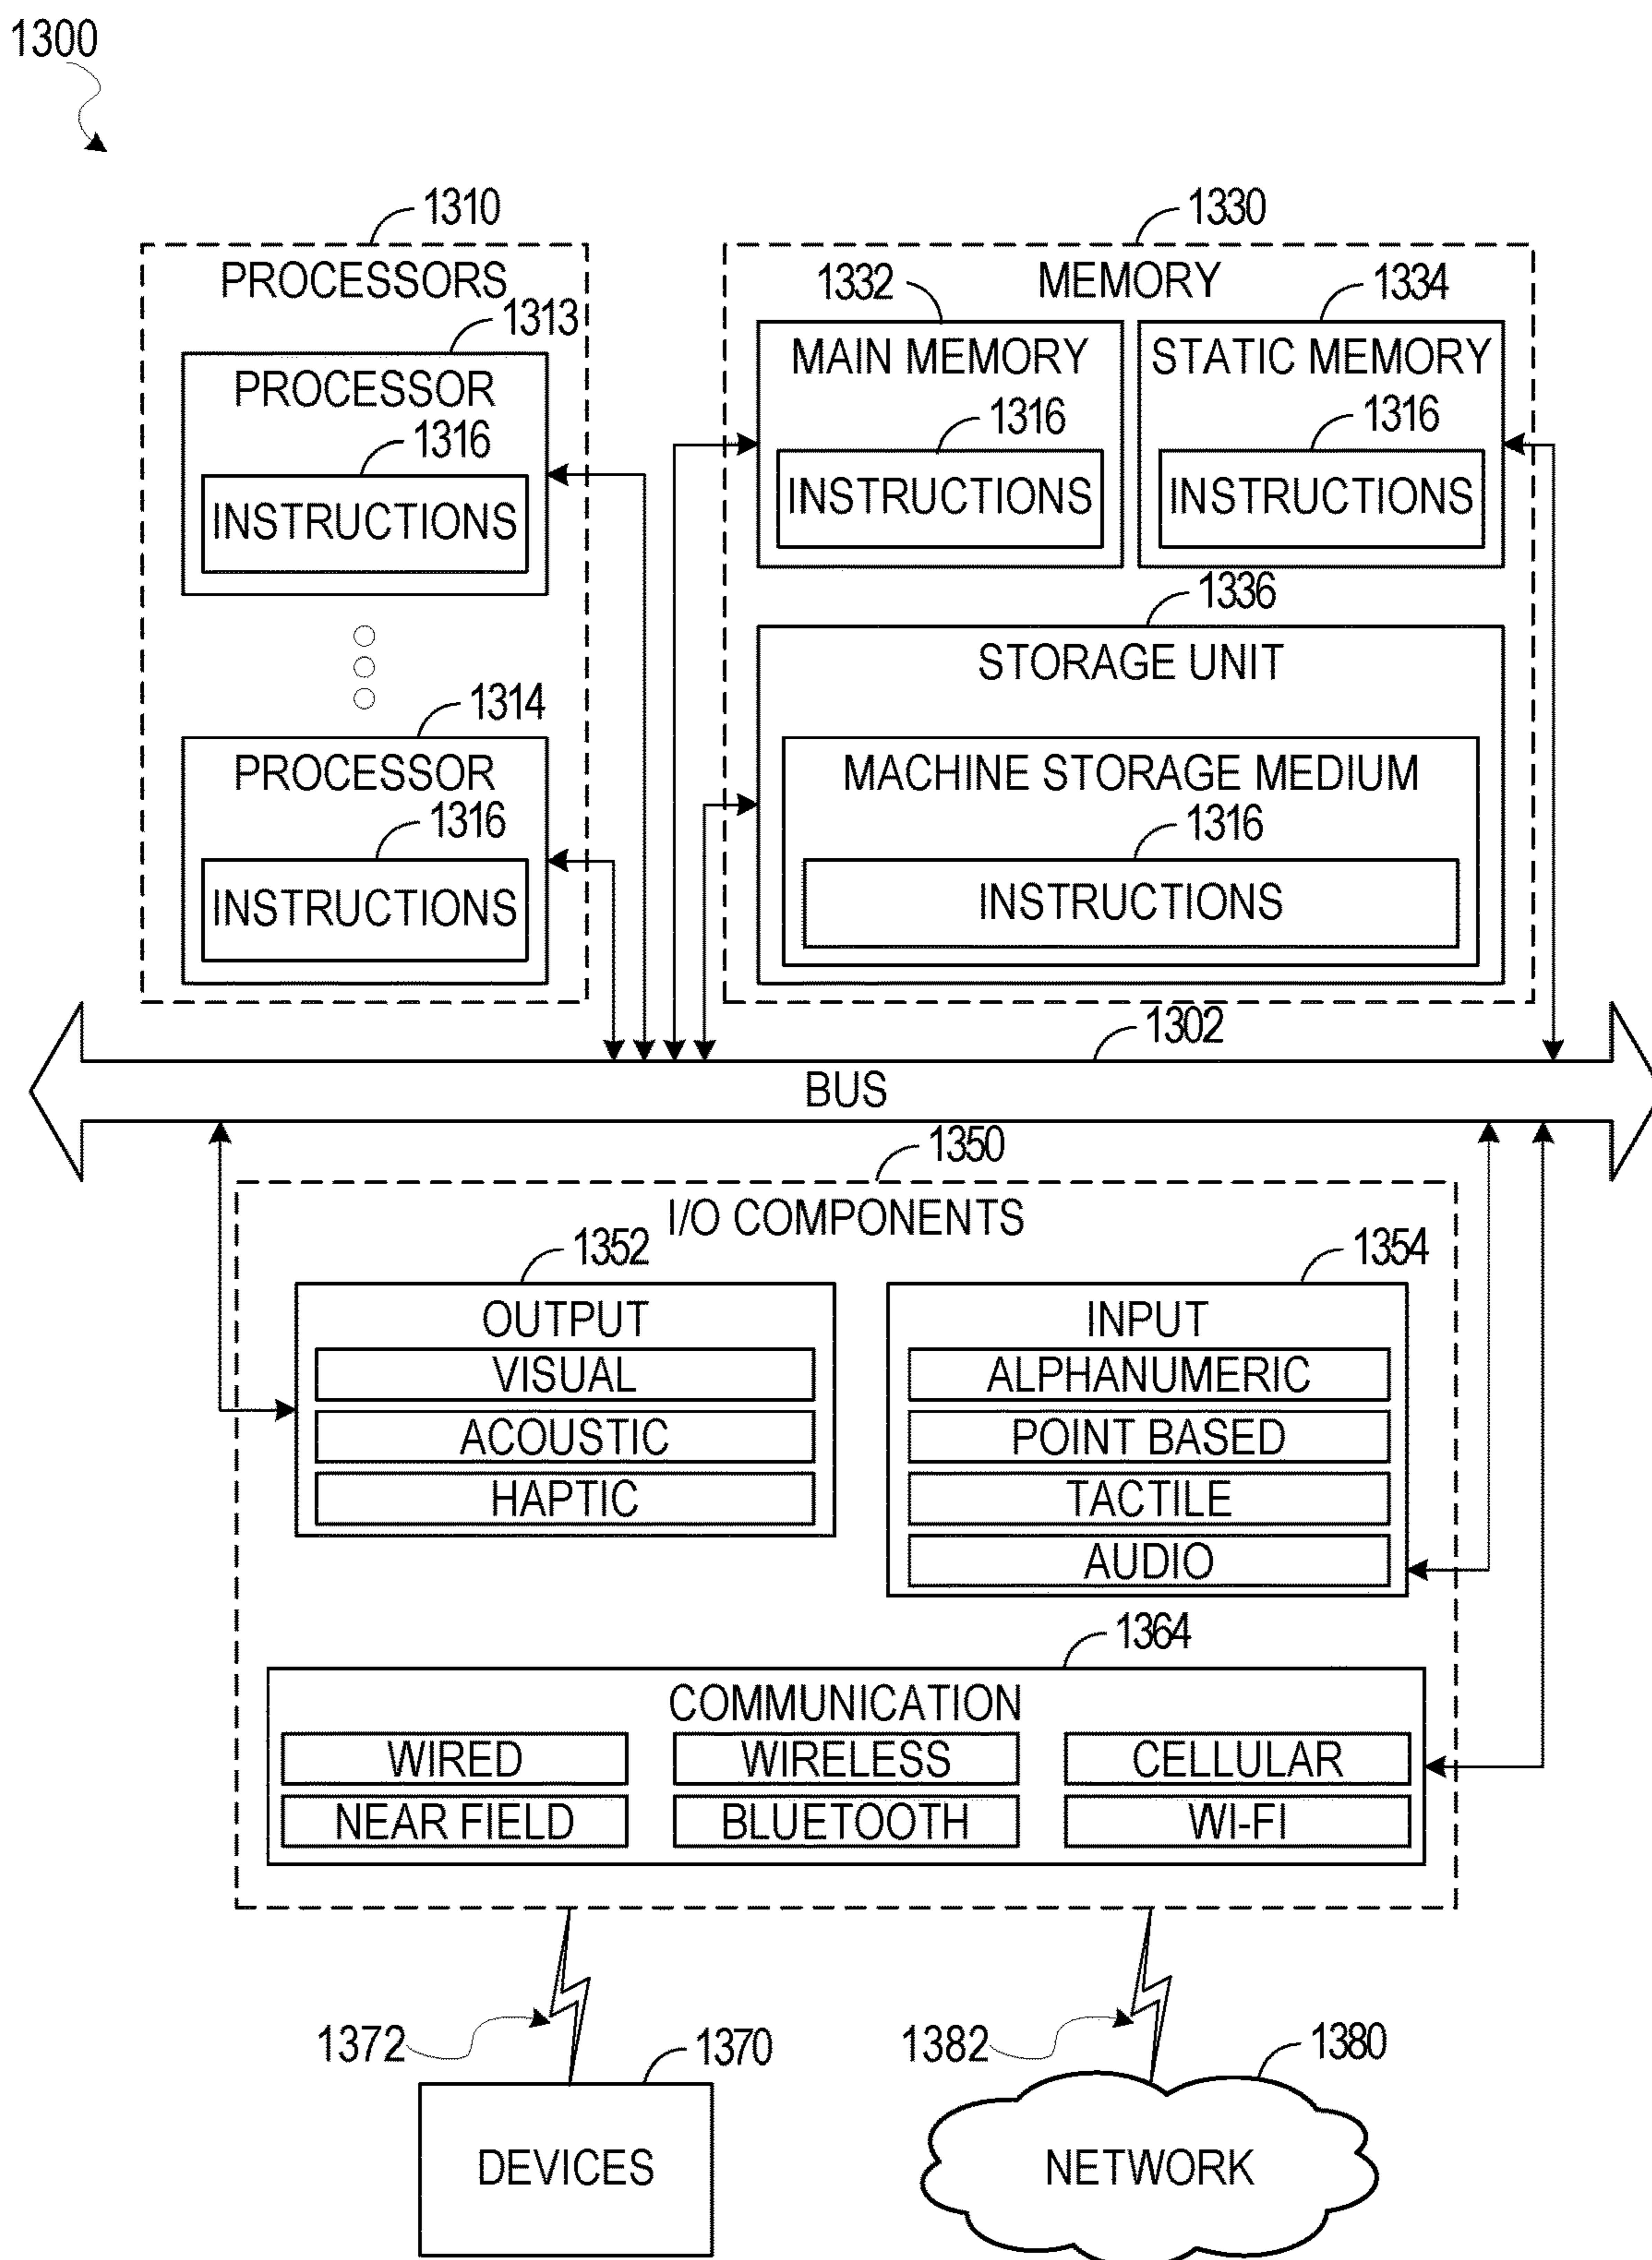 1300
1310
PROCESSORS
1313
PROCESSOR
1316
INSTRUCTIONS
1314
PROCESSOR
1316
INSTRUCTIONS
1330
MEMORY
1332
MAIN MEMORY
1316
INSTRUCTIONS
1334
STATIC MEMORY
1316
INSTRUCTIONS
1336
STORAGE UNIT
MACHINE STORAGE MEDIUM
1316
INSTRUCTIONS
1302
BUS
1350
I/O COMPONENTS
1352
OUTPUT
VISUAL
ACOUSTIC
HAPTIC
1354
INPUT
ALPHANUMERIC
POINT BASED
TACTILE
AUDIO
1364
COMMUNICATION
WIRED
WIRELESS
CELLULAR
NEAR FIELD
BLUETOOTH
WI-FI
1372
1370
DEVICES
1382
1380
NETWORK